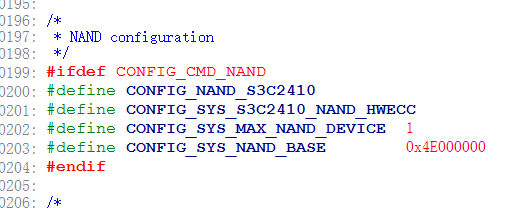 0195:
0196: /*
0197:  * NAND configuration
0198:  */
0199: #ifdef CONFIG_CMD_NAND
0200: #define CONFIG_NAND_S3C2410
0201: #define CONFIG_SYS_S3C2410_NAND_HWECC
0202: #define CONFIG_SYS_MAX_NAND_DEVICE 1
0203: #define CONFIG_SYS_NAND_BASE 0x4E000000
0204: #endif
0205:
0206: /*